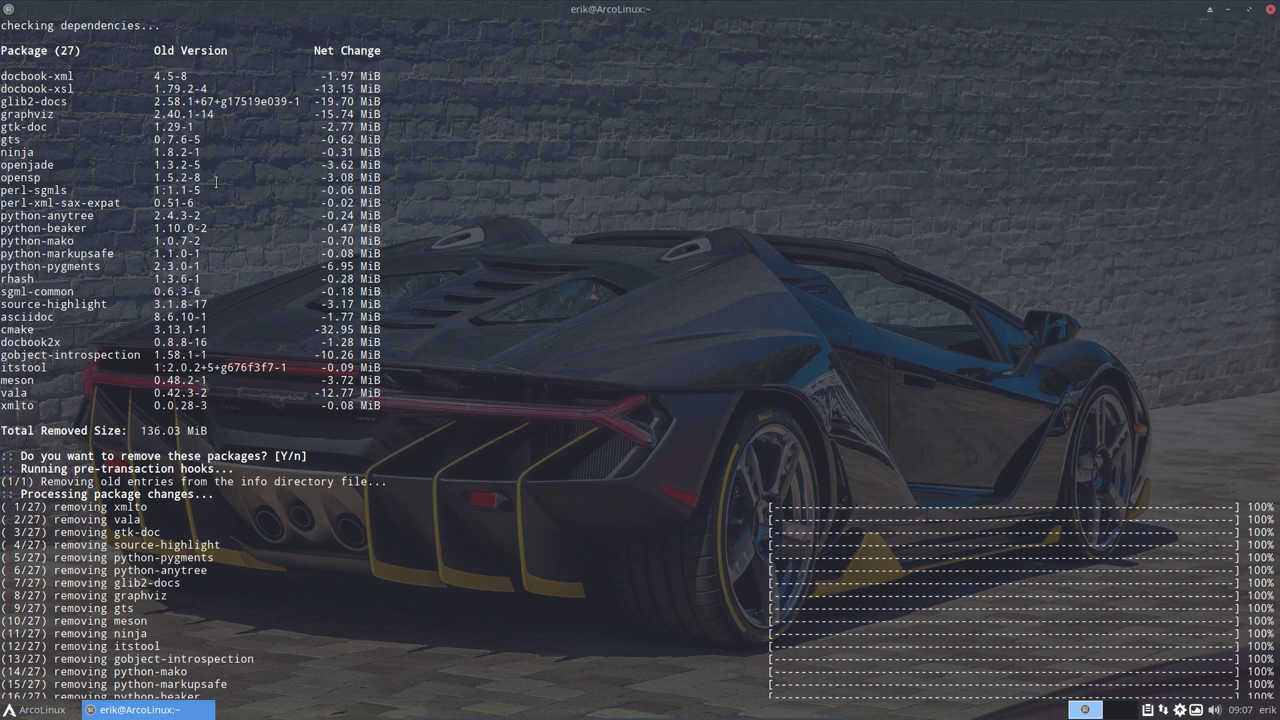 erik@ArcoLinux:~
checking dependencies...
Package (27) Old Version Net Change
docbook-xml 4.5-8 -1.97 MiB
docbook-xsl 1.79.2-4 -13.15 MiB
glib2-docs 2.58.1+67+g17519e039-1 -19.70 MiB
graphviz 2.40.1-14 -15.74 MiB
gtk-doc 1.29-1 -2.77 MiB
gts 0.7.6-5 -0.62 MiB
ninja 1.8.2-1 -0.31 MiB
openjade 1.3.2-5 -3.62 MiB
opensp 1.5.2-8 -3.08 MiB
perl-sgmls 1:1.1-5 -0.06 MiB
perl-xml-sax-expat 0.51-6 -0.02 MiB
python-anytree 2.4.3-2 -0.24 MiB
python-beaker 1.10.0-2 -0.47 MiB
python-mako 1.0.7-2 -0.70 MiB
python-markupsafe 1.1.0-1 -0.08 MiB
python-pygments 2.3.0-1 -6.95 MiB
rhash 1.3.6-1 -0.28 MiB
sgml-common 0.6.3-6 -0.18 MiB
source-highlight 3.1.8-17 -3.17 MiB
asciidoc 8.6.10-1 -1.77 MiB
cmake 3.13.1-1 -32.95 MiB
docbook2x 0.8.8-16 -1.28 MiB
gobject-introspection 1.58.1-1 -10.26 MiB
itstool 1:2.0.2+5+g676f3f7-1 -0.09 MiB
meson 0.48.2-1 -3.72 MiB
vala 0.42.3-2 -12.77 MiB
xmlto 0.0.28-3 -0.08 MiB
Total Removed Size: 136.03 MiB
:: Do you want to remove these packages? [Y/n]
:: Running pre-transaction hooks...
(1/1) Removing old entries from the info directory file...
:: Processing package changes...
( 1/27) removing xmlto [--------------------------------------------------------------------] 100%
( 2/27) removing vala [--------------------------------------------------------------------] 100%
( 3/27) removing gtk-doc [--------------------------------------------------------------------] 100%
( 4/27) removing source-highlight [--------------------------------------------------------------------] 100%
( 5/27) removing python-pygments [--------------------------------------------------------------------] 100%
( 6/27) removing python-anytree [--------------------------------------------------------------------] 100%
( 7/27) removing glib2-docs [--------------------------------------------------------------------] 100%
( 8/27) removing graphviz [--------------------------------------------------------------------] 100%
( 9/27) removing gts [--------------------------------------------------------------------] 100%
(10/27) removing meson [--------------------------------------------------------------------] 100%
(11/27) removing ninja [--------------------------------------------------------------------] 100%
(12/27) removing itstool [--------------------------------------------------------------------] 100%
(13/27) removing gobject-introspection [--------------------------------------------------------------------] 100%
(14/27) removing python-mako [--------------------------------------------------------------------] 100%
(15/27) removing python-markupsafe [--------------------------------------------------------------------] 100%
(16/27) removing python-beaker [--------------------------------------------------------------------] 100%
ArcoLinux erik@ArcoLinux:~ 09:07 erik